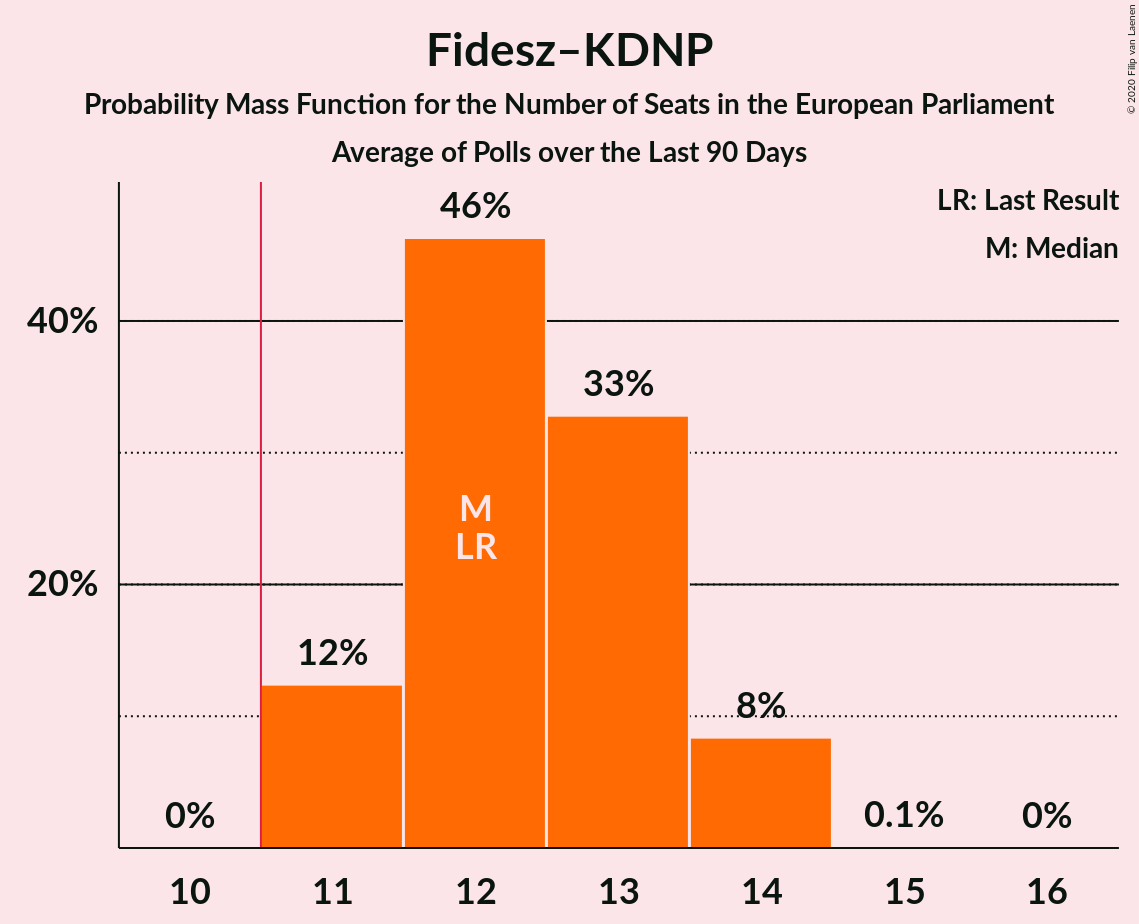 Fidesz–KDNP
Probability Mass Function for the Number of Seats in the European Parliament
Average of Polls over the Last 90 Days
© 2020 Filip van Laenen
LR: Last Result
M: Median
46%
40%
33%
M
LR
20%
12%
8%
0%
0.1%
0%
10 11 12 13 14 15 16